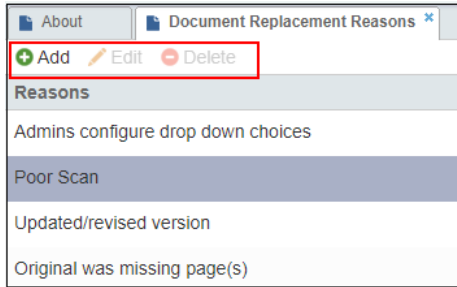 About
Document Replacement Reasons
Add Edit Delete
Reasons
Admins configure drop down choices
Poor Scan
Updated/revised version
Original was missing page(s)